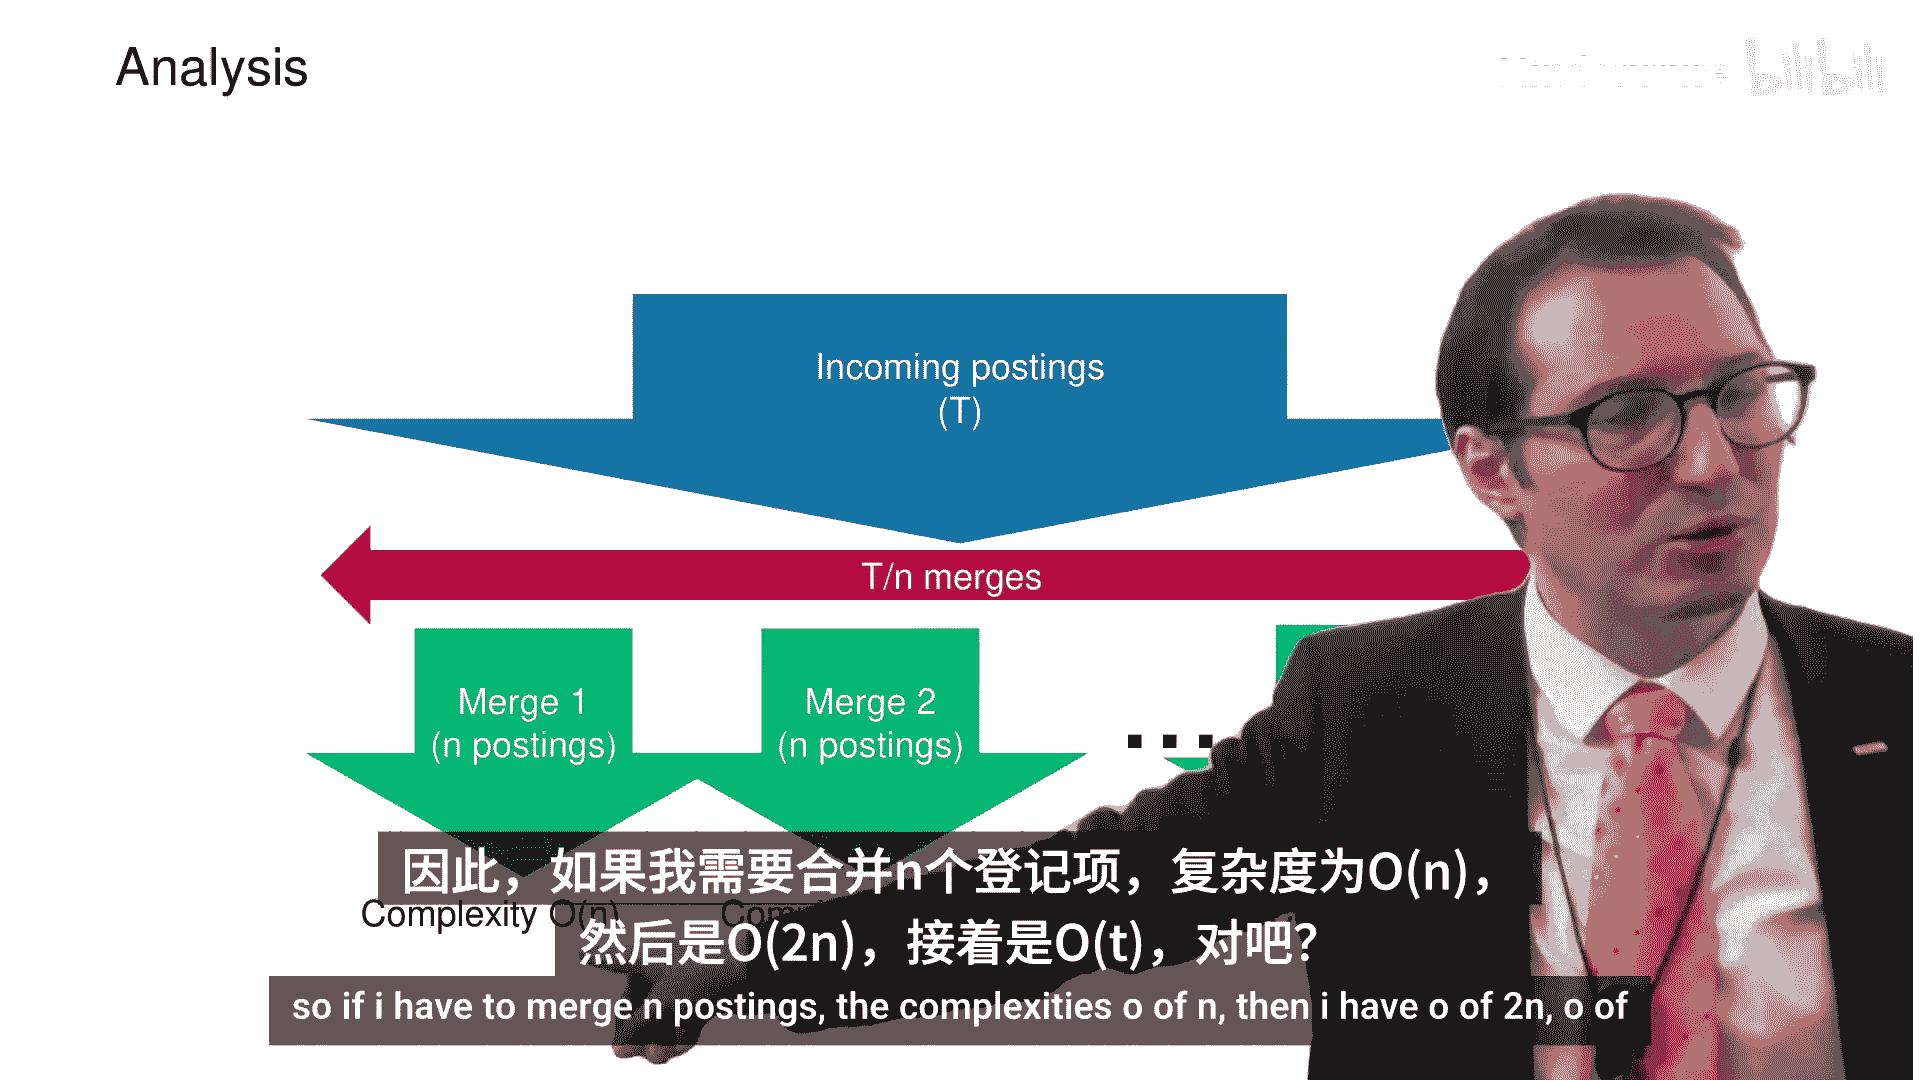 Analysis
bilibili
Incoming postings
(T)
T/n merges
Merge 1
(n postings)
Merge 2
(n postings)
...
Complexity O(n)
因此，如果我需要合并n个登记项，复杂度为O(n)，
然后是O(2n)，接着是O(t)，对吧？
so if i have to merge n postings, the complexities o of n, then i have o of 2n, o of